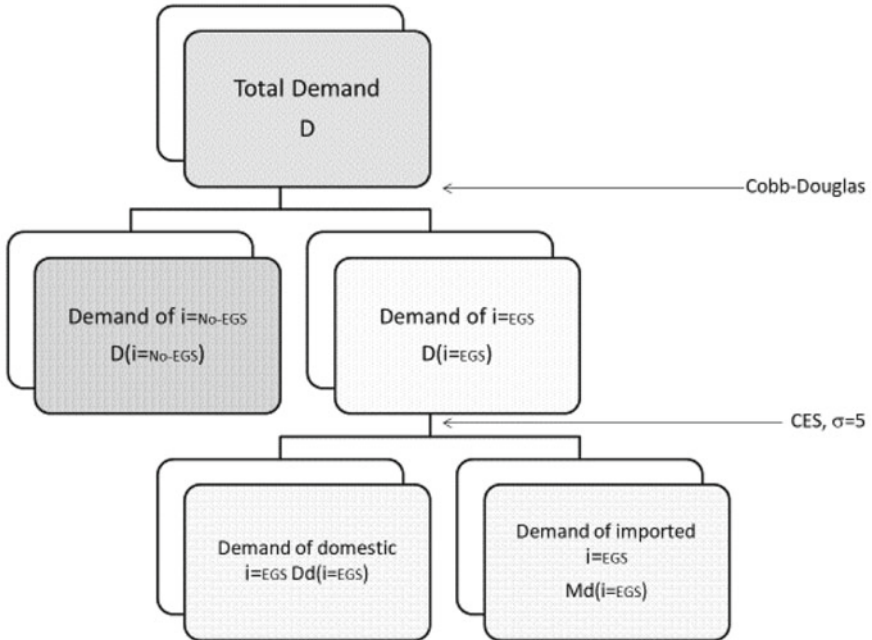 Total Demand
D
Cobb-Douglas
Demand of i=No-EGS
D(i=No-EGS)
Demand of i=EGS
D(i=EGS)
CES, σ=5
Demand of domestic
i=EGS Dd(i=EGS)
Demand of imported
i=EGS
Md(i=EGS)